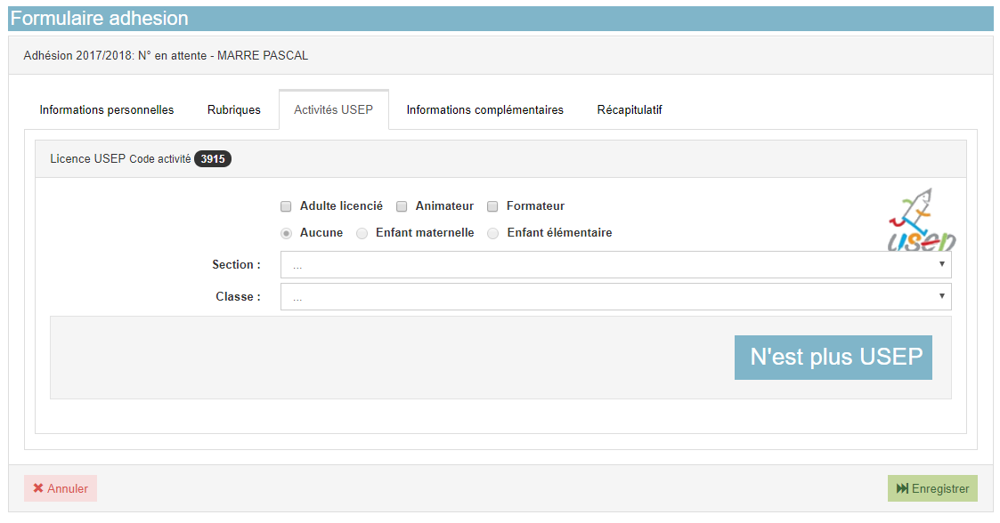 Formulaire adhesion
Adhésion 2017/2018: N° en attente - MARRE PASCAL
Informations personnelles Rubriques Activités USEP Informations complémentaires Récapitulatif
Licence USEP Code activité 3915
Adulte licencié Animateur Formateur
Aucune Enfant maternelle Enfant élémentaire
usep
Section : ...
Classe : ...
N'est plus USEP
Annuler Enregistrer